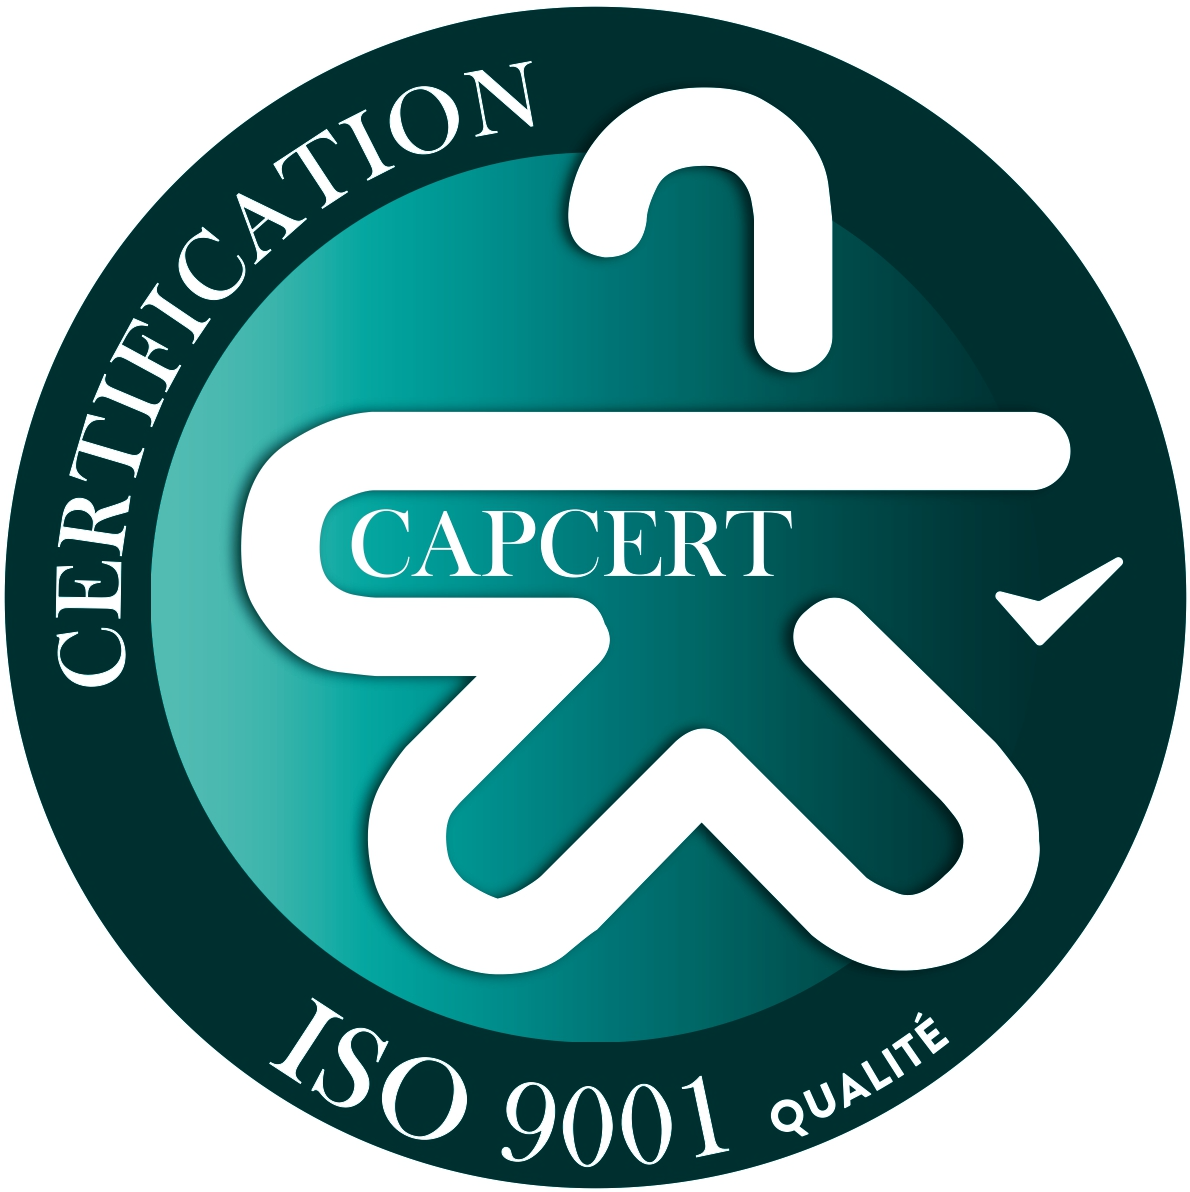 CERTIFICATION
CAPCERT
ISO 9001 QUALITÉ